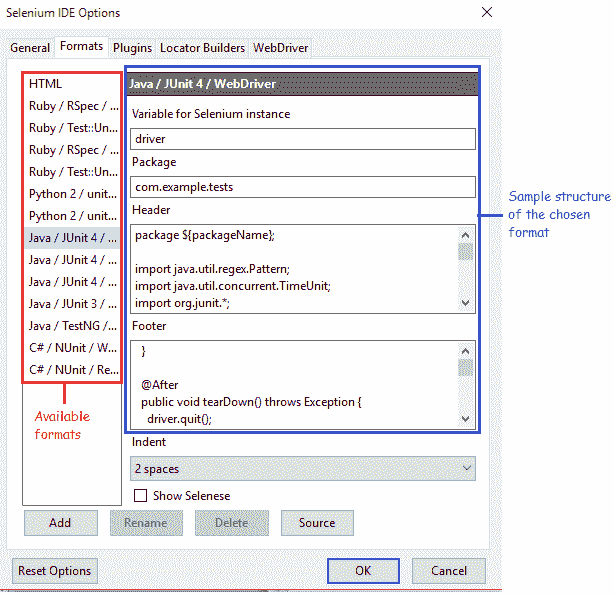 Selenium IDE Options
General Formats Plugins Locator Builders WebDriver
HTML
Ruby / RSpec / ...
Ruby / Test::Un...
Ruby / RSpec / ...
Ruby / Test::Un...
Python 2 / unit...
Python 2 / unit...
Java / JUnit 4 / ...
Java / JUnit 4 / ...
Java / JUnit 4 / ...
Java / JUnit 3 / ...
Java / TestNG /...
C# / NUnit / W...
C# / NUnit / Re...
Available
formats
Java / JUnit 4 / WebDriver
Variable for Selenium instance
driver
Package
com.example.tests
Header
package ${packageName};
import java.util.regex.Pattern;
import java.util.concurrent.TimeUnit;
import org.junit.*;
Footer
}
@After
public void tearDown() throws Exception {
driver.quit();
Sample structure
of the chosen
format
Indent
2 spaces
Show Selenese
Add Rename Delete Source
Reset Options OK Cancel